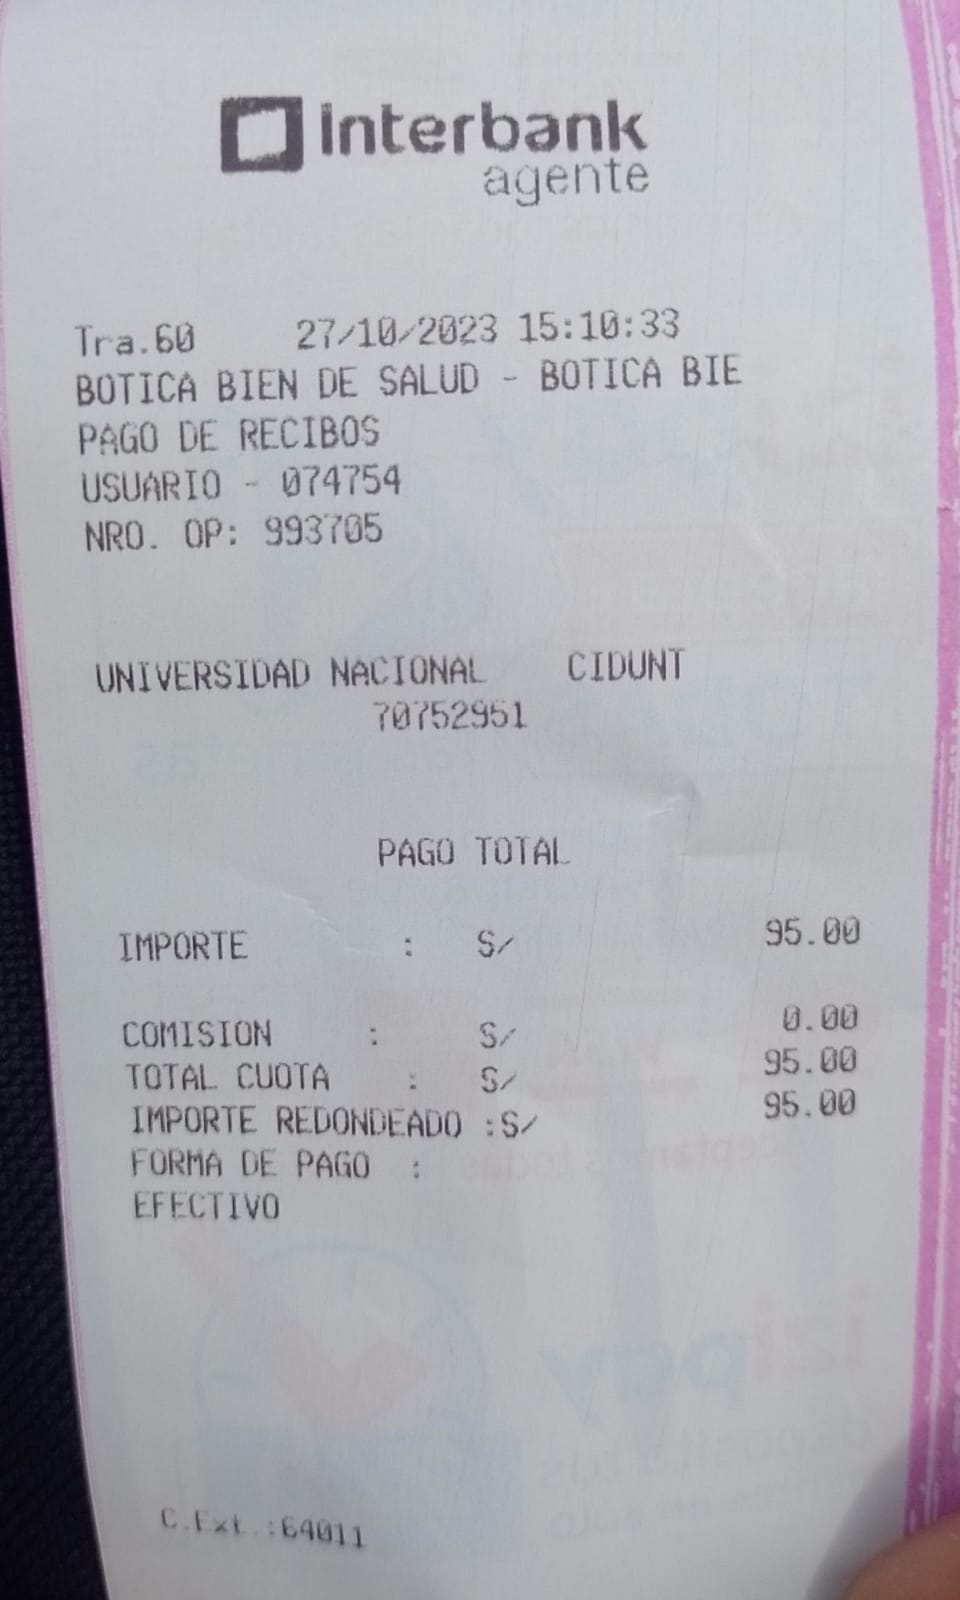 Interbank
agente
Tra.60 27/10/2023 15:10:33
BOTICA BIEN DE SALUD - BOTICA BIE
PAGO DE RECIBOS
USUARIO - 074754
NRO. OP: 993705
UNIVERSIDAD NACIONAL CIDUNT
70752951
PAGO TOTAL
IMPORTE : S/ 95.00
COMISION : S/ 0.00
TOTAL CUOTA : S/ 95.00
IMPORTE REDONDEADO :S/ 95.00
FORMA DE PAGO :
EFECTIVO
C.Ext.:64011